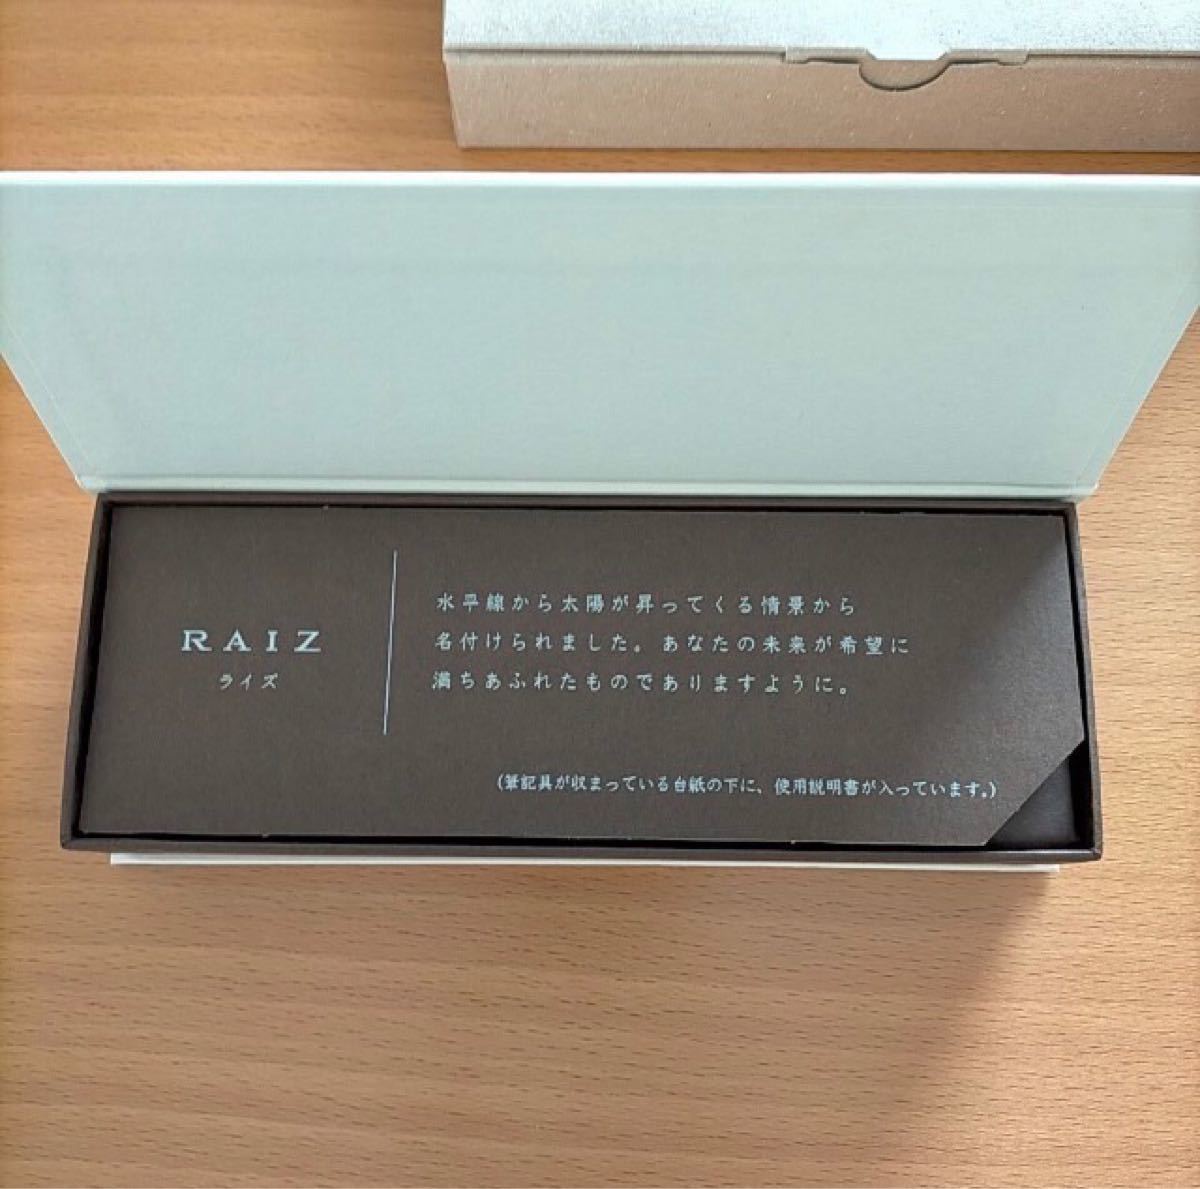 RAIZ
ライズ
水平線から太陽が昇ってくる情景から
名付けられました。あなたの未来が希望に
満ちあふれたものでありますように。
(筆記具が収まっている台紙の下に、使用説明書が入っています。)